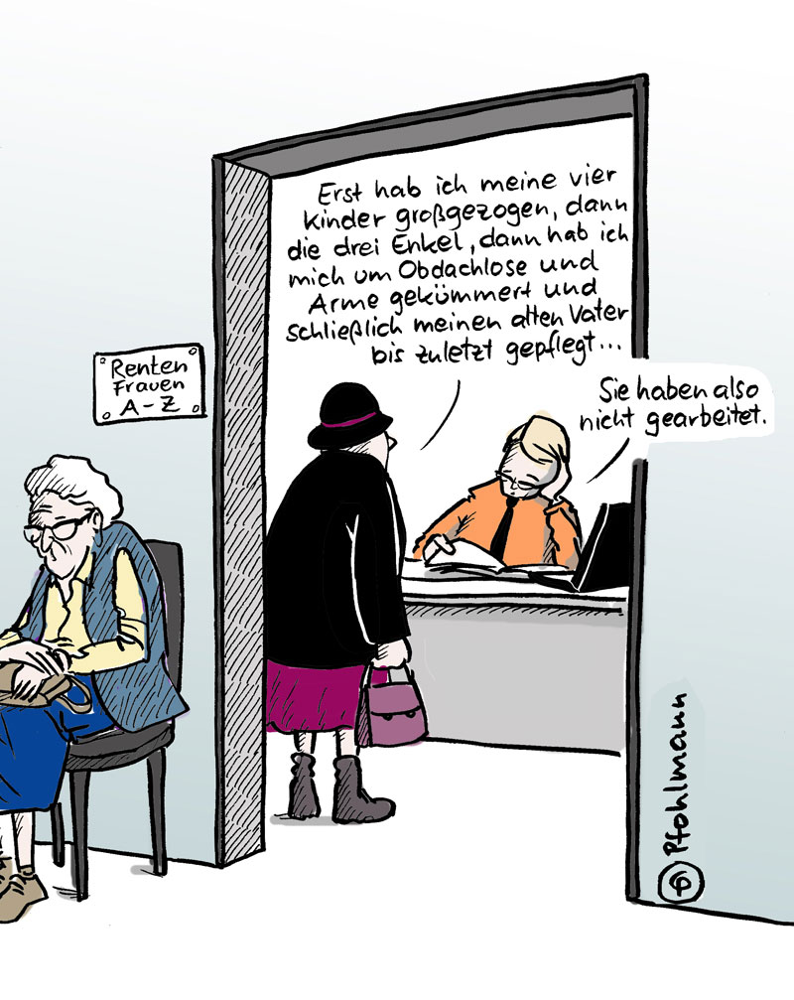 Erst hab ich meine vier
Kinder großgezogen, dann
die drei Enkel, dann hab ich
mich um Obdachlose und
Arme gekümmert und
schließlich meinen alten Vater
bis zuletzt gepflegt...
Sie haben also
nicht gearbeitet.
Renten
Frauen
A-Z
© Pfohlmann